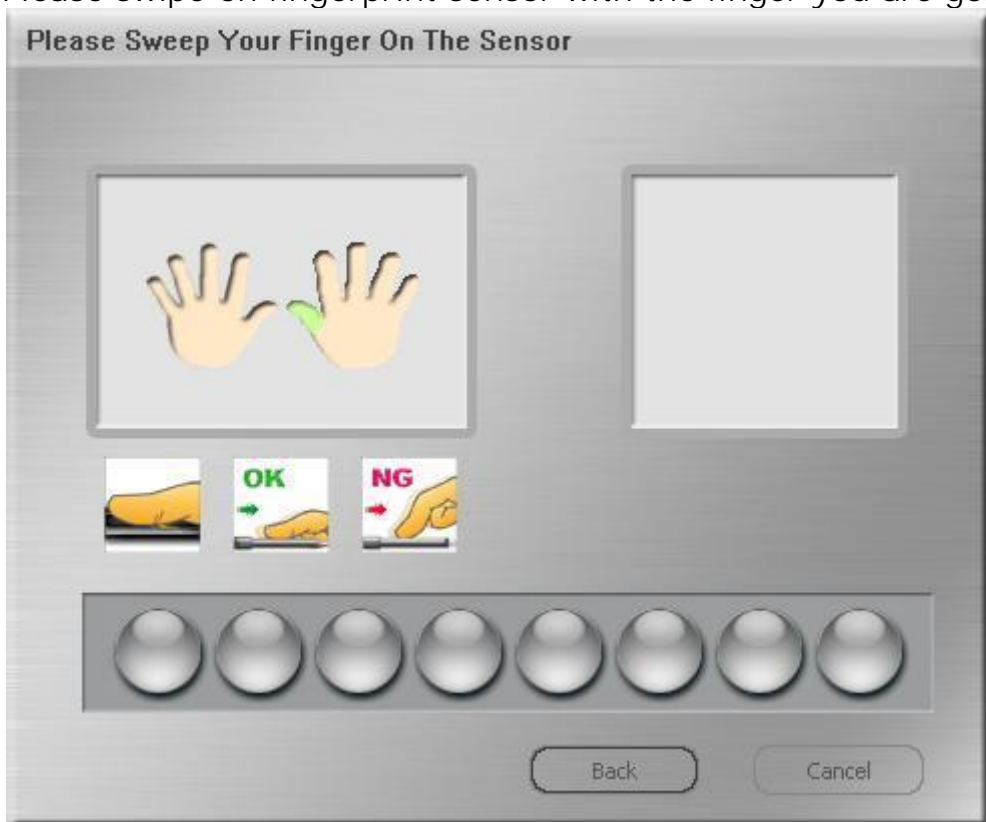 Please swipe on fingerprint sensor with the finger you are
Please Sweep Your Finger On The Sensor
OK
NG
Back
Cancel